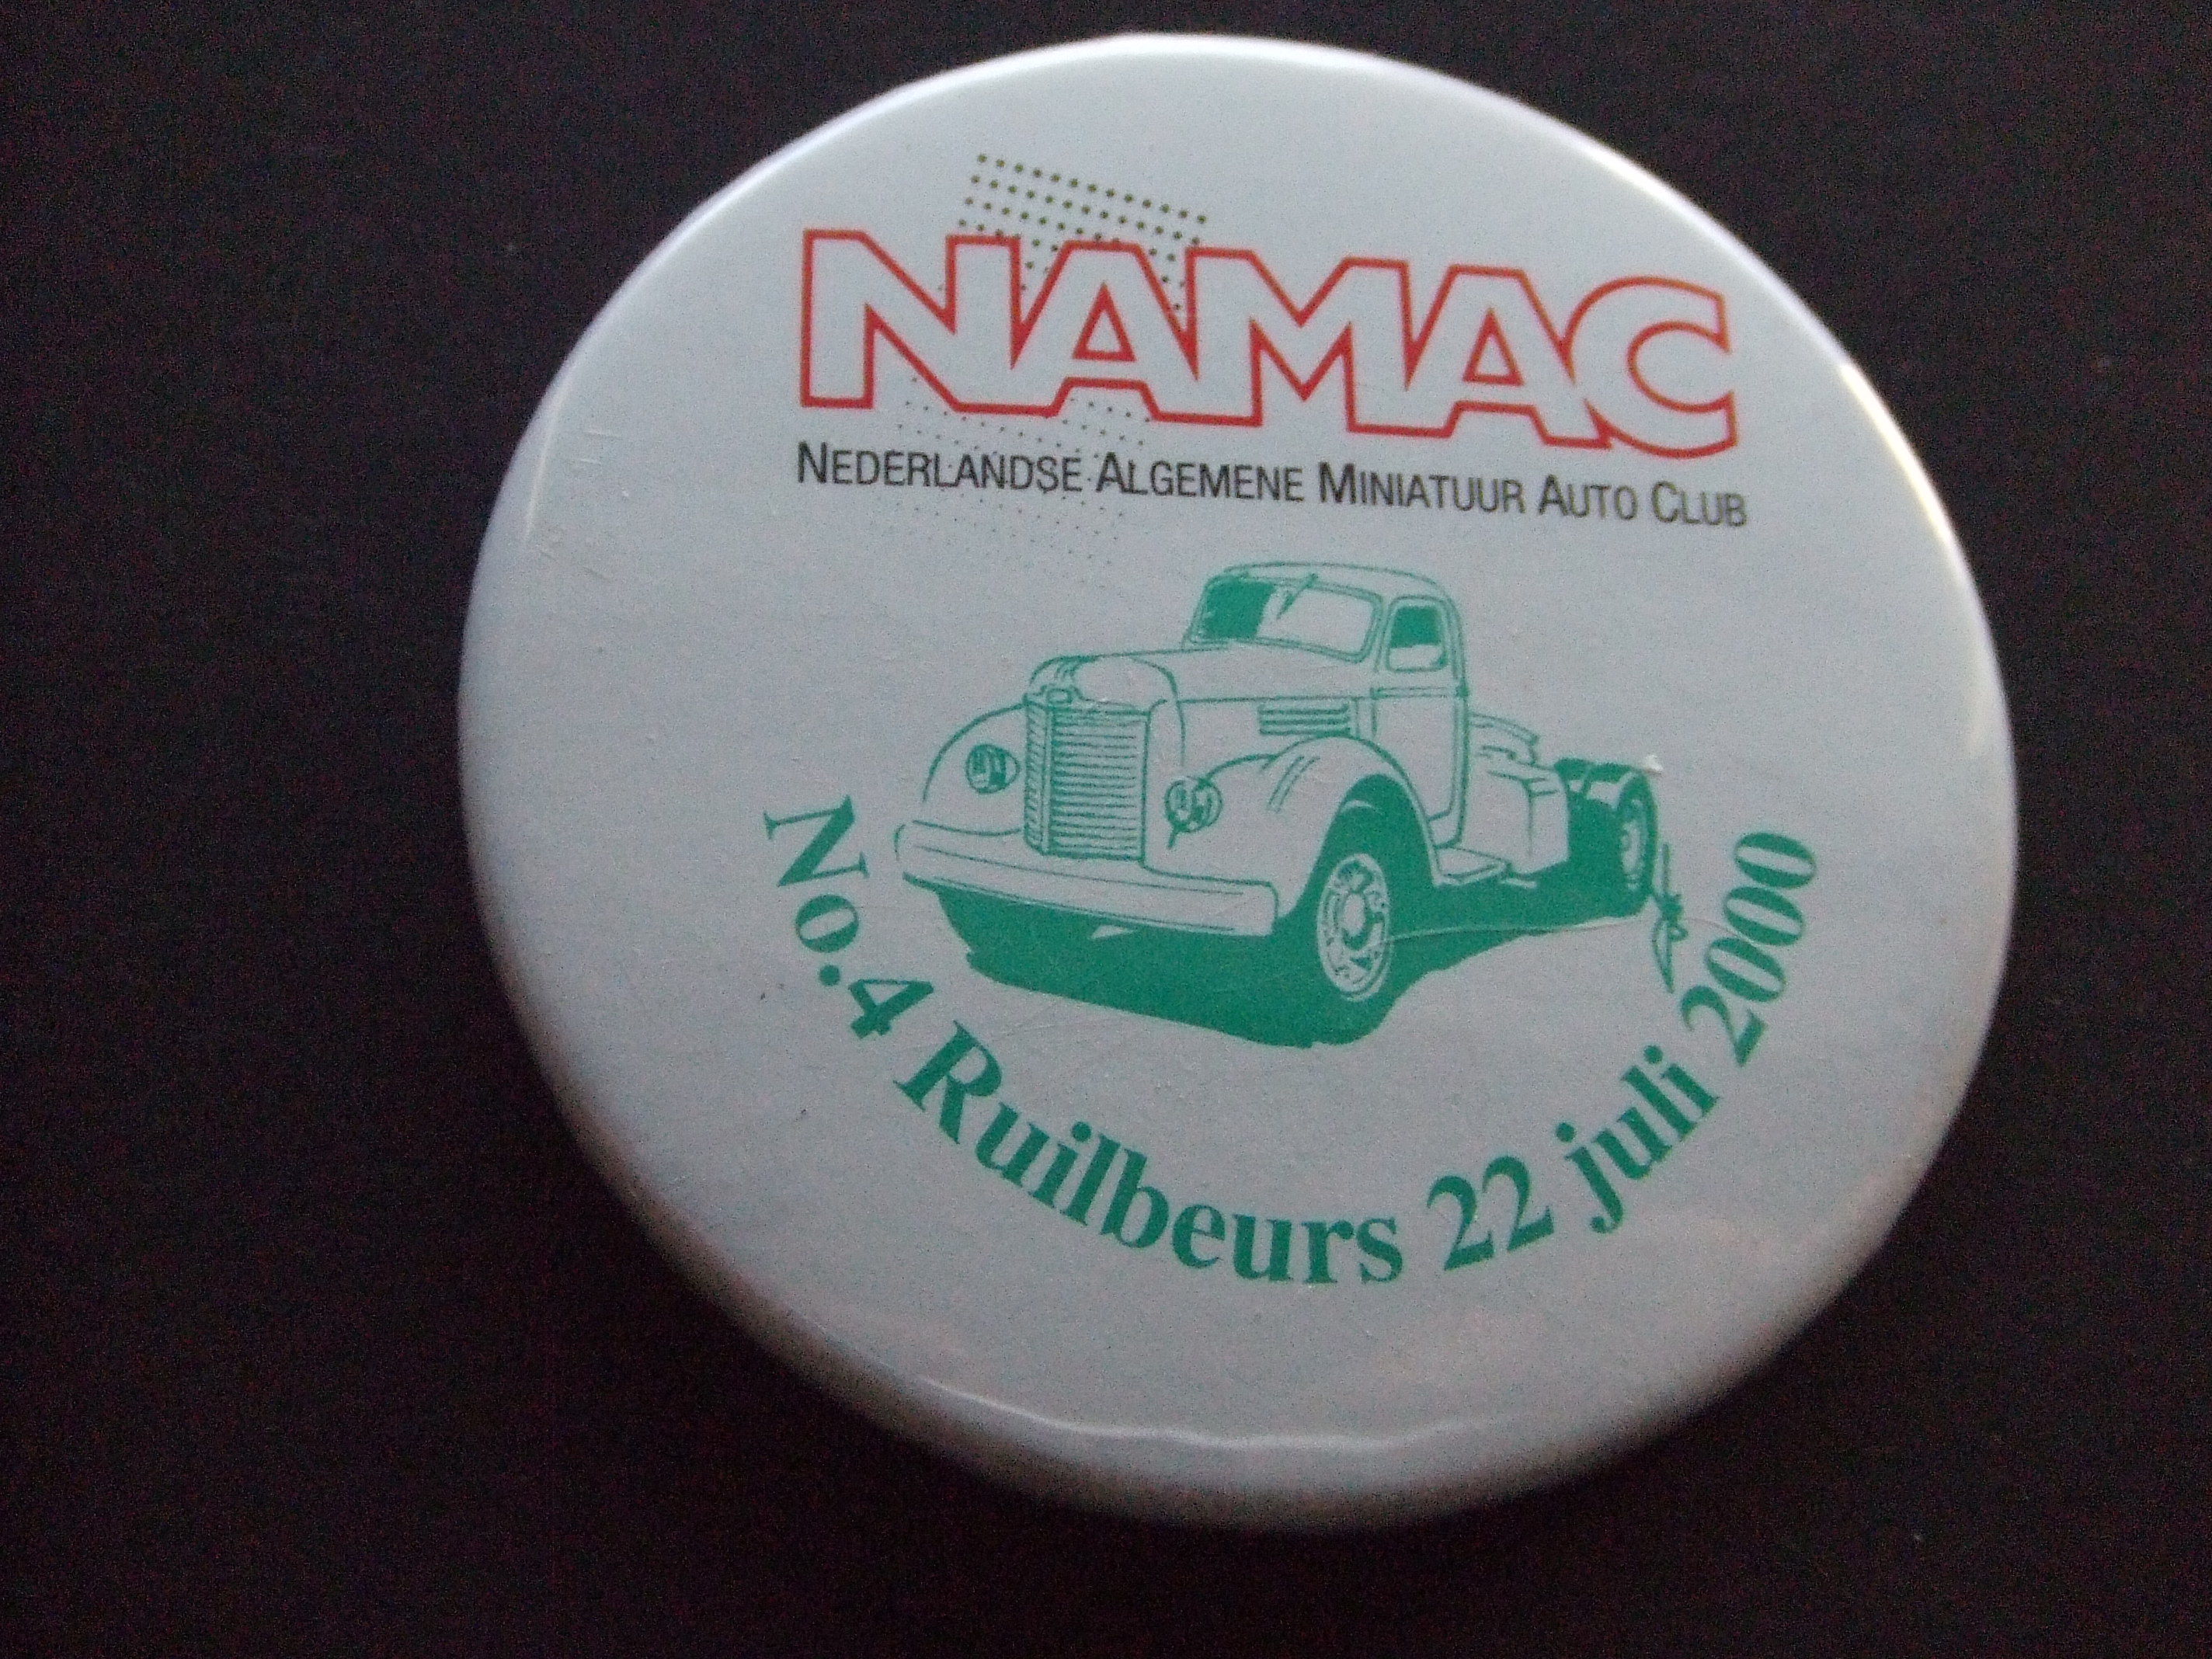 NAMAC
NEDERLANDSE ALGEMENE MINIATUUR AUTO CLUB
No.4 Ruilbeurs 22 juli 2000